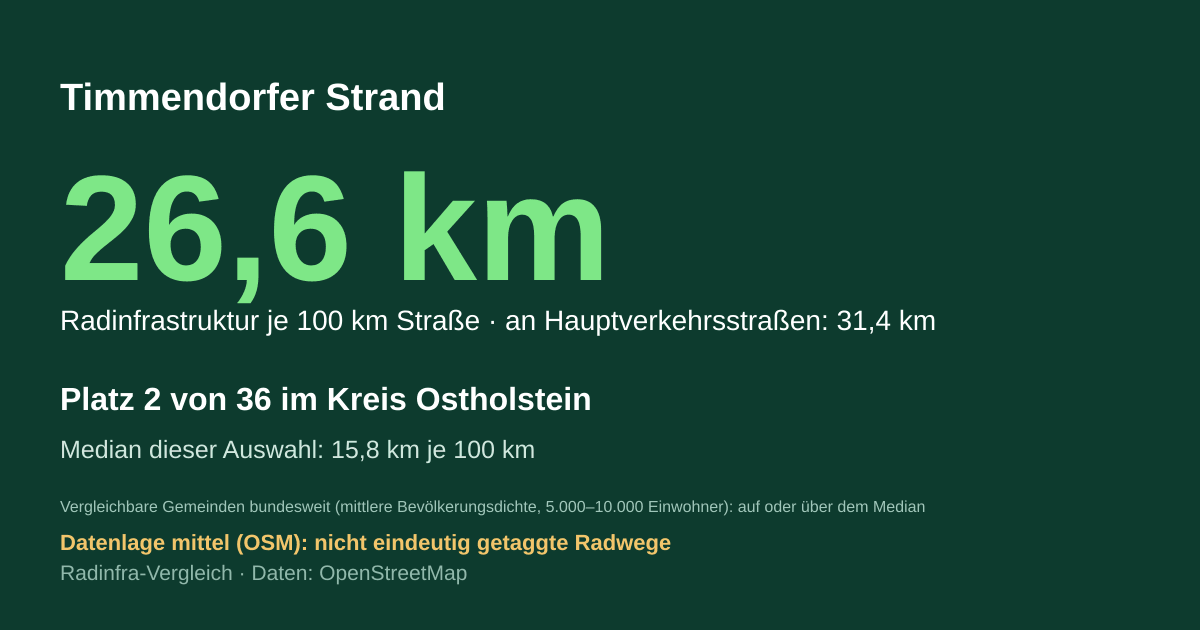 Timmendorfer Strand
26,6 km
Radinfrastruktur je 100 km Straße · an Hauptverkehrsstraßen: 31,4 km
Platz 2 von 36 im Kreis Ostholstein
Median dieser Auswahl: 15,8 km je 100 km
Vergleichbare Gemeinden bundesweit (mittlere Bevölkerungsdichte, 5.000–10.000 Einwohner): auf oder über dem Median
Datenlage mittel (OSM): nicht eindeutig getaggte Radwege
Radinfra-Vergleich · Daten: OpenStreetMap